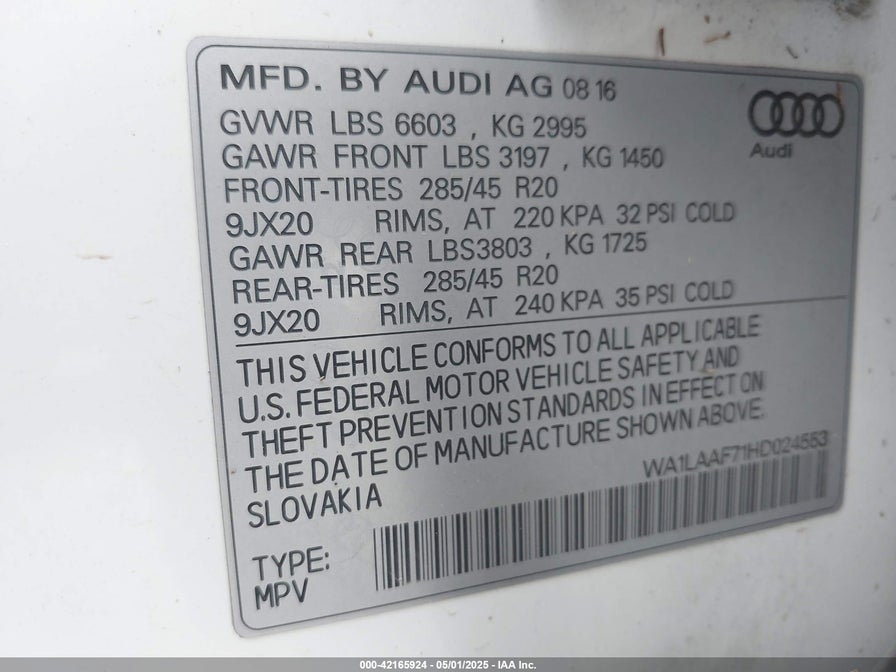 MFD. BY AUDI AG 08 16
GVWR LBS 6603 , KG 2995
GAWR FRONT LBS 3197 , KG 1450
FRONT-TIRES 285/45 R20
9JX20 RIMS, AT 220 KPA 32 PSI COLD
GAWR REAR LBS3803 , KG 1725
REAR-TIRES 285/45 R20
9JX20 RIMS, AT 240 KPA 35 PSI COLD
Audi
THIS VEHICLE CONFORMS TO ALL APPLICABLE
U.S. FEDERAL MOTOR VEHICLE SAFETY AND
THEFT PREVENTION STANDARDS IN EFFECT ON
THE DATE OF MANUFACTURE SHOWN ABOVE.
SLOVAKIA
WA1LAAF71HD024553
TYPE:
MPV
000-42165924 - 05/01/2025 - IAA Inc.